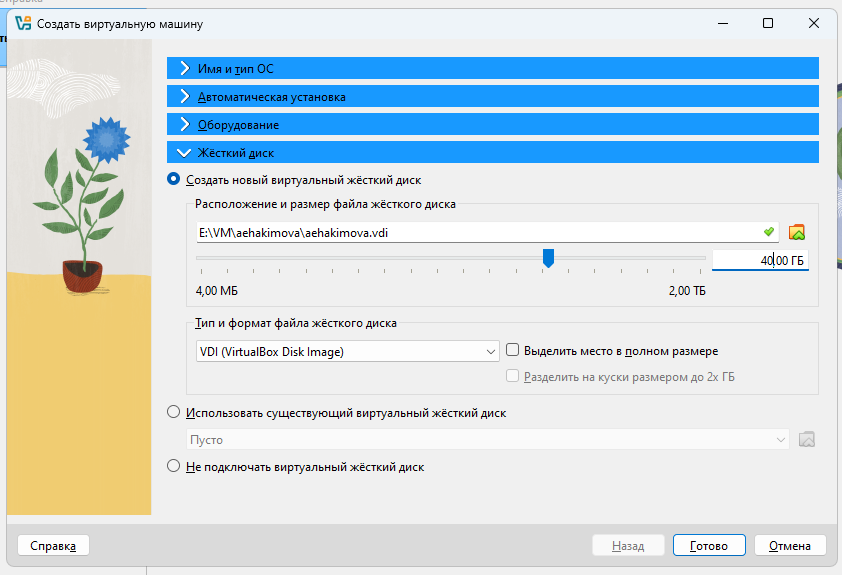 Справка
Создать виртуальную машину
Имя и тип ОС
Автоматическая установка
Оборудование
Жёсткий диск
Создать новый виртуальный жёсткий диск
Расположение и размер файла жёсткого диска
E:\VM\aehakimova\aehakimova.vdi
40,00 ГБ
4,00 МБ 2,00 ТБ
Тип и формат файла жёсткого диска
VDI (VirtualBox Disk Image) Выделить место в полном размере
Разделить на куски размером до 2х ГБ
Использовать существующий виртуальный жёсткий диск
Пусто
Не подключать виртуальный жёсткий диск
Справка Назад Готово Отмена